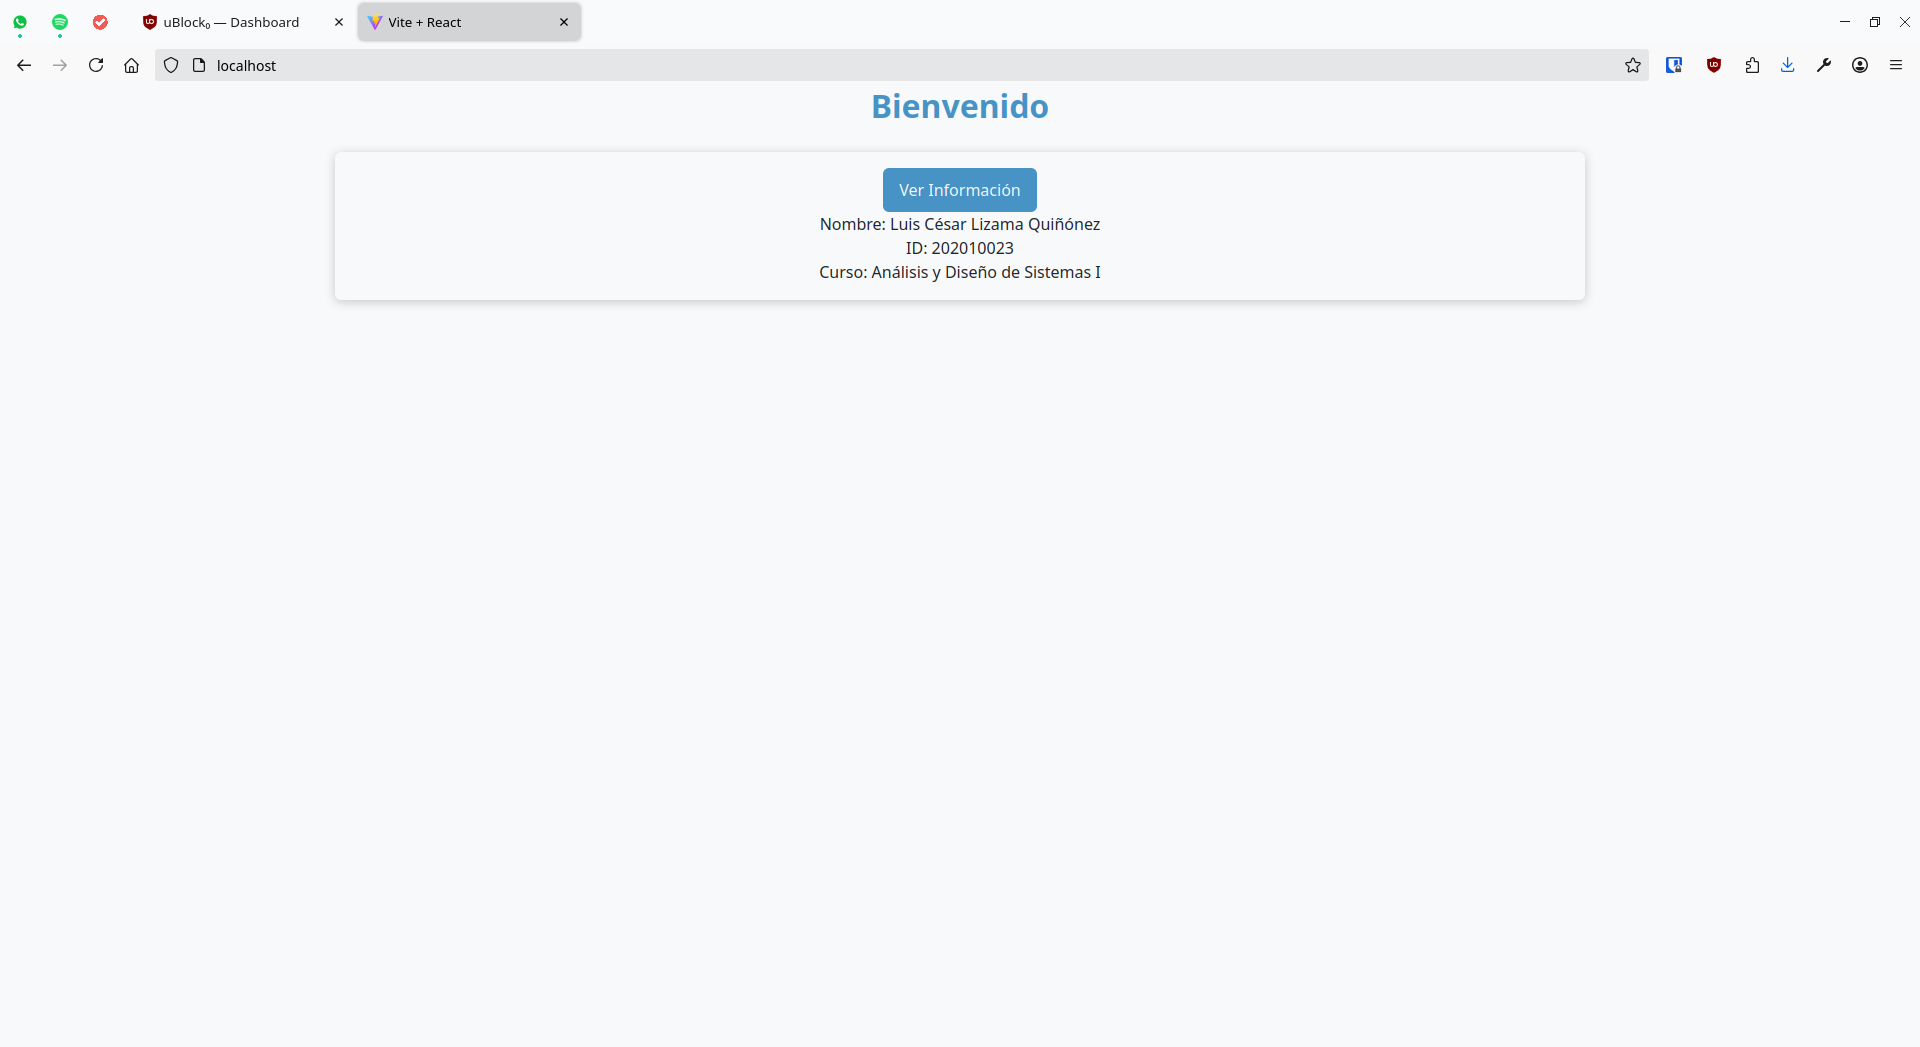 uBlock₀ — Dashboard
Vite + React
localhost
Bienvenido
Ver Información
Nombre: Luis César Lizama Quiñónez
ID: 202010023
Curso: Análisis y Diseño de Sistemas I